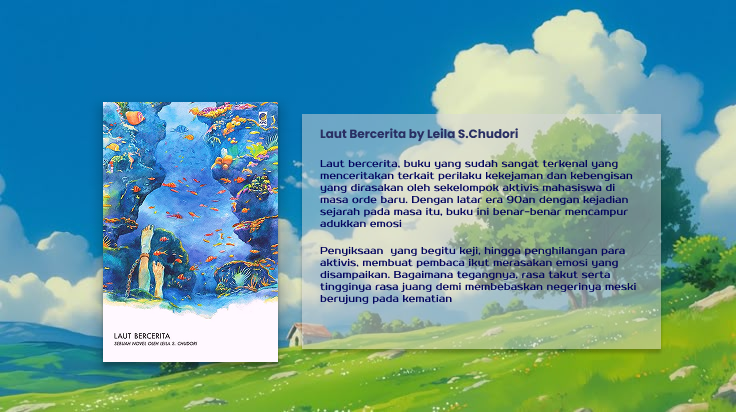 Laut Bercerita by Leila S.Chudori
Laut bercerita, buku yang sudah sangat terkenal yang
menceritakan terkait perilaku kekejaman dan kebengisan
yang dirasakan oleh sekelompok aktivis mahasiswa di
masa orde baru. Dengan latar era 90an dengan kejadian
sejarah pada masa itu, buku ini benar-benar mencampur
adukkan emosi
Penyiksaan yang begitu keji, hingga penghilangan para
aktivis, membuat pembaca ikut merasakan emosi yang
disampaikan. Bagaimana tegangnya, rasa takut serta
tingginya rasa juang demi membebaskan negerinya meski
berujung pada kematian
LAUT BERCERITA
SEBUAH NOVEL OLEH LEILA S. CHUDORI